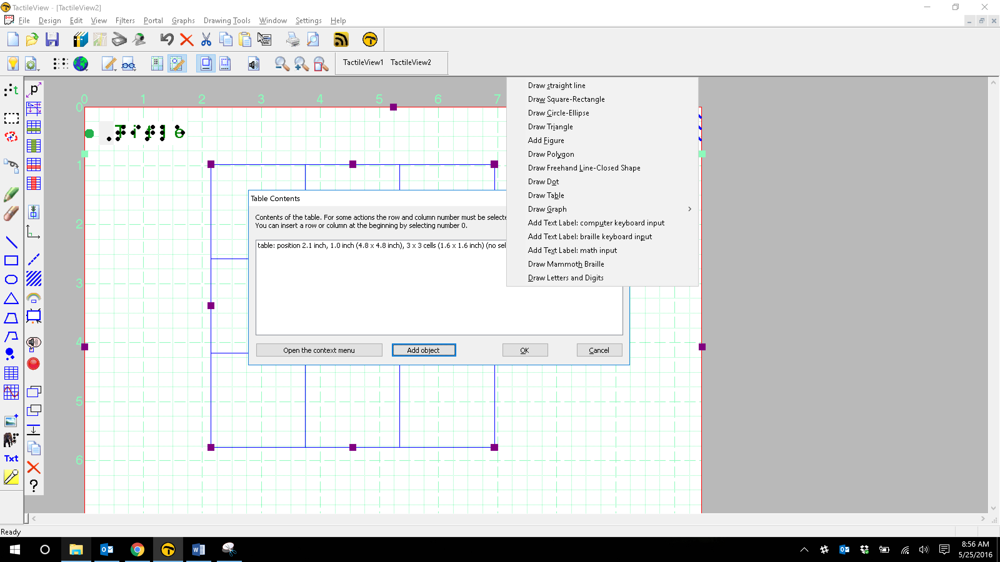 TactileView - [TactileView2]
File Design Edit View Filters Portal Graphs Drawing Tools Window Settings Help
TactileView1 TactileView2
t
p
0 1 2 3 4 5 6 7
0
Title
1
2
3
4
5
6
Txt
?
Draw straight line
Draw Square-Rectangle
Draw Circle-Ellipse
Draw Triangle
Add Figure
Draw Polygon
Draw Freehand Line-Closed Shape
Draw Dot
Draw Table
Draw Graph
Add Text Label: computer keyboard input
Add Text Label: braille keyboard input
Add Text Label: math input
Draw Mammoth Braille
Draw Letters and Digits
Table Contents
Contents of the table. For some actions the row and column number must be selecte
You can insert a row or column at the beginning by selecting number 0.
table: position 2.1 inch, 1.0 inch (4.8 x 4.8 inch), 3 x 3 cells (1.6 x 1.6 inch) (no sel
Open the context menu Add object OK Cancel
Ready
8:56 AM
5/25/2016